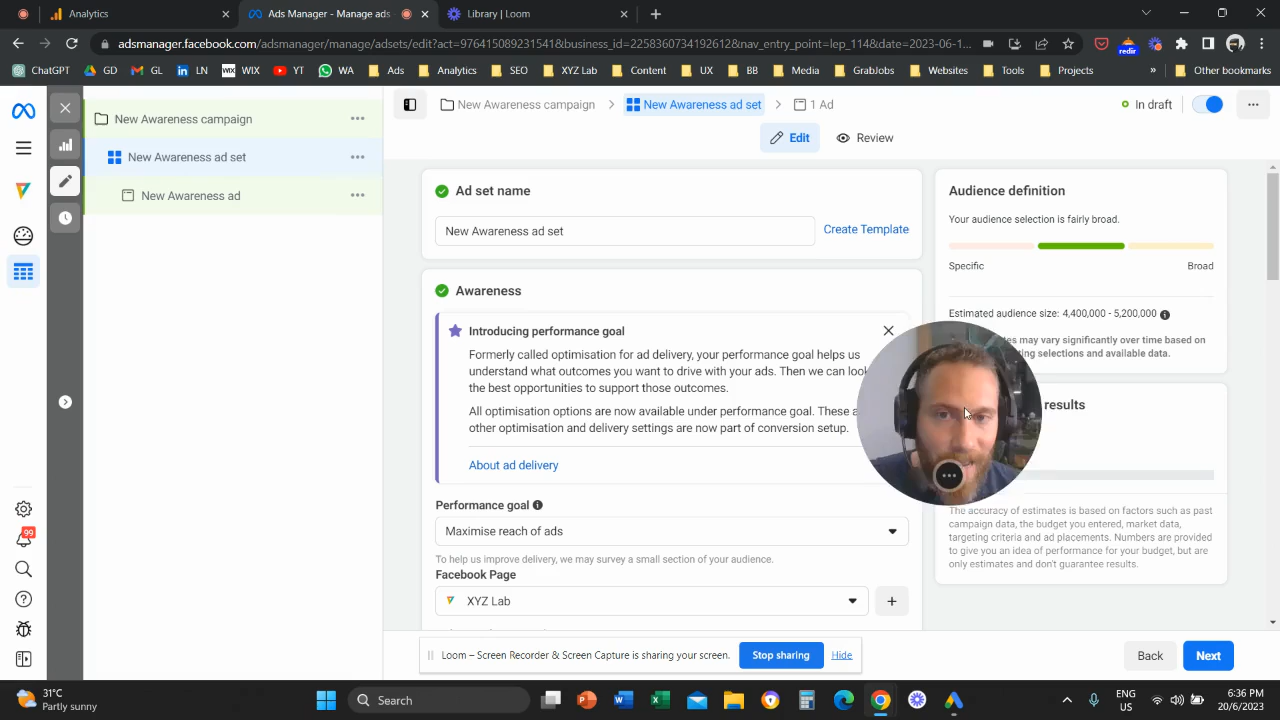 Analytics
Ads Manager - Manage ads
Library | Loom
adsmanager.facebook.com/adsmanager/manage/adsets/edit?act=976415089231541&business_id=225836073419261​2&nav_entry_point=lep_114&date=2023-06-1...
redir
ChatGPT
GD
GL
LN
WIX
WIX
YT
WA
Ads
Analytics
SEO
XYZ Lab
Content
UX
BB
Media
GrabJobs
Websites
Tools
Projects
»
Other bookmarks
New Awareness campaign
New Awareness ad set
New Awareness ad
New Awareness campaign
New Awareness ad set
1 Ad
In draft
Edit
Review
Ad set name
New Awareness ad set
Create Template
Awareness
Introducing performance goal
Formerly called optimisation for ad delivery, your performance goal helps us
understand what outcomes you want to drive with your ads. Then we can look
the best opportunities to support those outcomes.
All optimisation options are now available under performance goal. These a
other optimisation and delivery settings are now part of conversion setup.
About ad delivery
Performance goal
Maximise reach of ads
To help us improve delivery, we may survey a small section of your audience.
Facebook Page
XYZ Lab
Audience definition
Your audience selection is fairly broad.
Specific
Broad
Estimated audience size: 4,400,000 - 5,200,000
may vary significantly over time based on
selections and available data.
results
The accuracy of estimates is based on factors such as past
campaign data, the budget you entered, market data,
targeting criteria and ad placements. Numbers are provided
to give you an idea of performance for your budget, but are
only estimates and don't guarantee results.
Loom – Screen Recorder & Screen Capture is sharing your screen.
Stop sharing
Hide
Back
Next
99
31°C
Partly sunny
Search
ENG
US
6:36 PM
20/6/2023